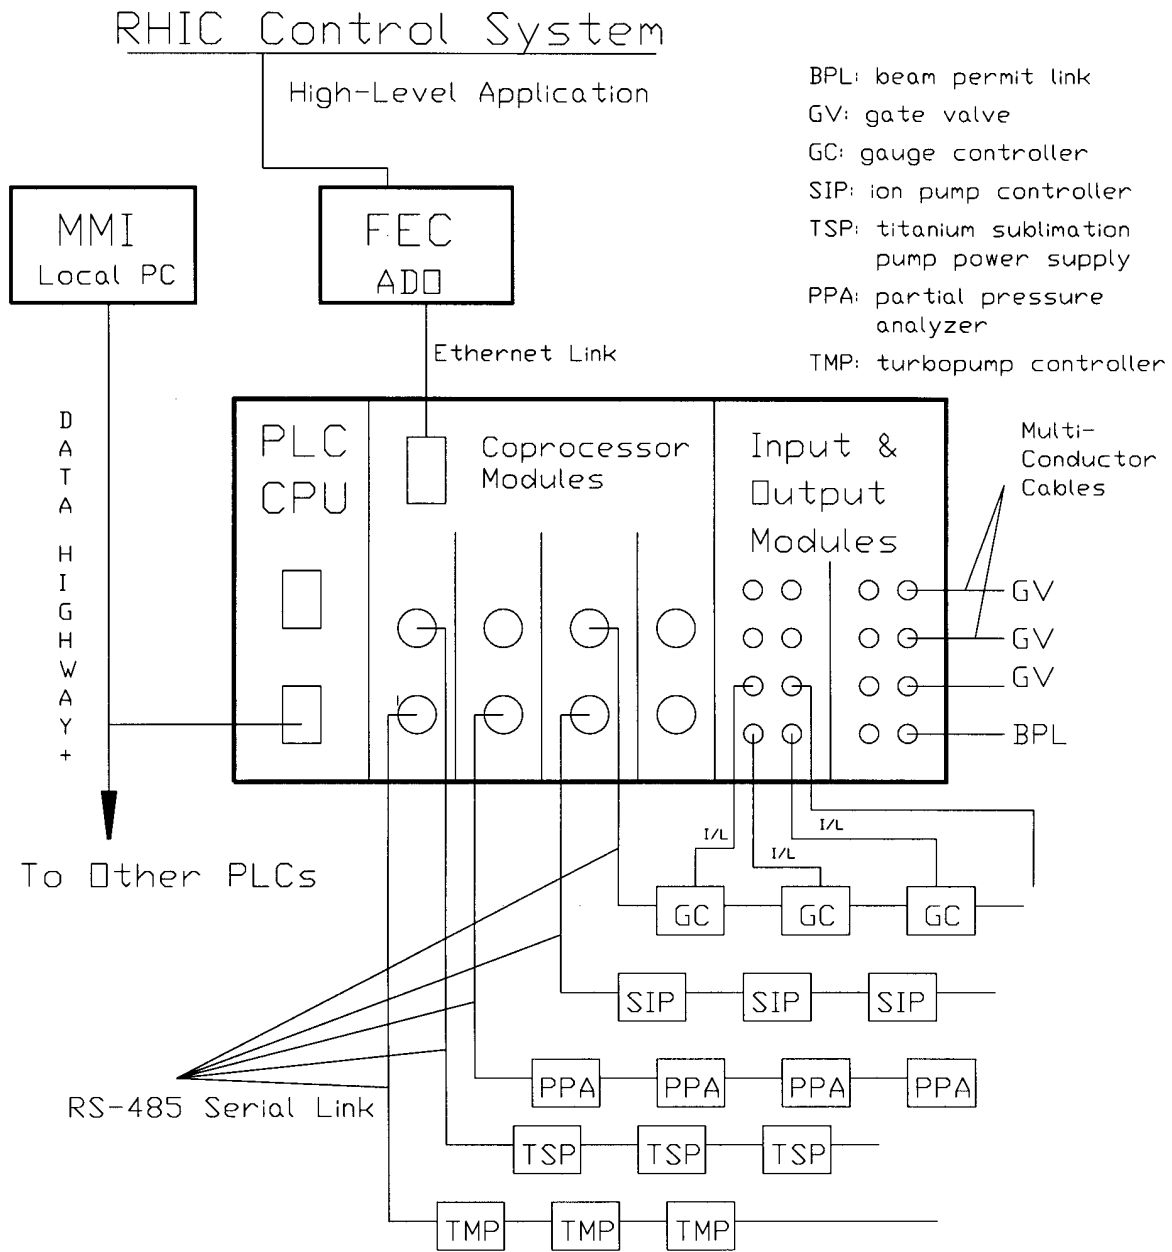 RHIC Control System
High-Level Application
BPL: beam permit link
GV: gate valve
GC: gauge controller
SIP: ion pump controller
TSP: titanium sublimation
pump power supply
PPA: partial pressure
analyzer
TMP: turbopump controller
MMI
Local PC
FEC
ADO
Ethernet Link
DATA HIGHWAY+
PLC
CPU
Coprocessor
Modules
Input &
Output
Modules
Multi-
Conductor
Cables
GV
GV
GV
BPL
To Other PLCs
I/L
I/L
I/L
GC GC GC
SIP SIP SIP
PPA PPA PPA PPA
RS-485 Serial Link
TSP TSP TSP
TMP TMP TMP